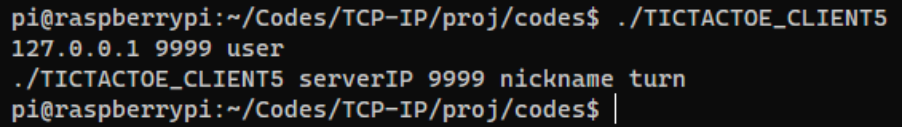 pi@raspberrypi:~/Codes/TCP-IP/proj/codes$ ./TICTACTOE_CLIENT5
127.0.0.1 9999 user
./TICTACTOE_CLIENT5 serverIP 9999 nickname turn
pi@raspberrypi:~/Codes/TCP-IP/proj/codes$